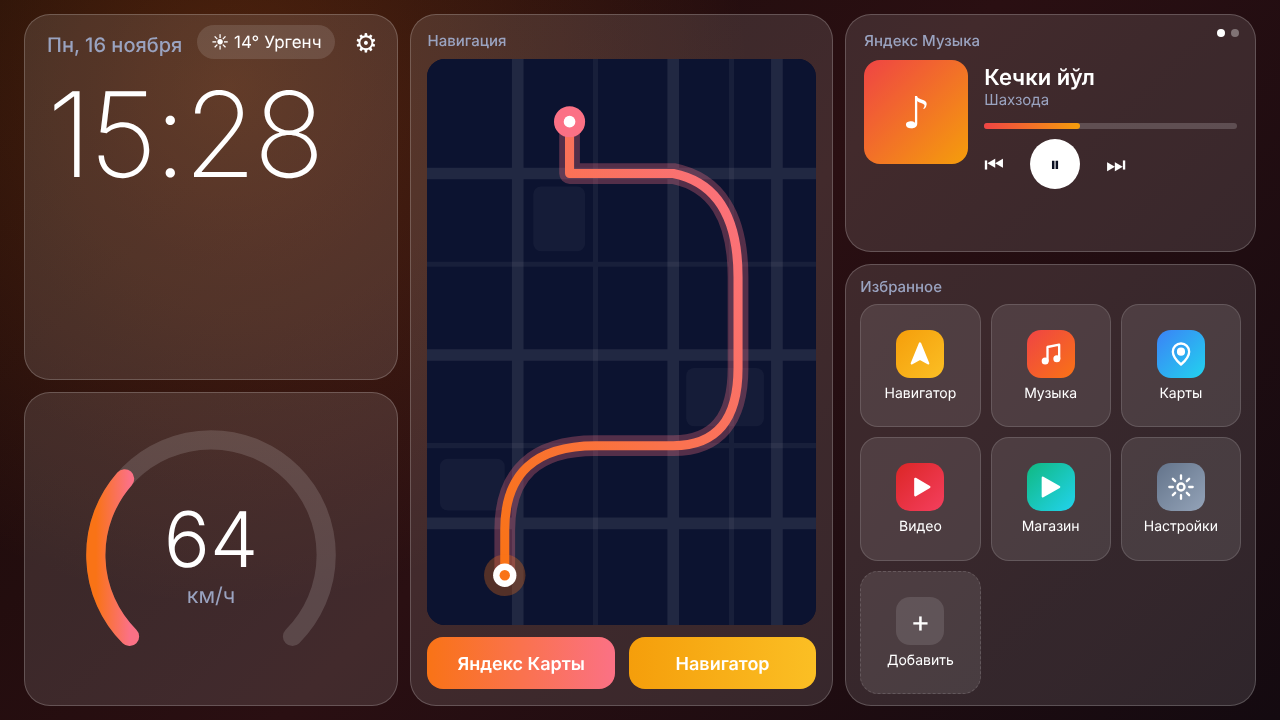 Пн, 16 ноября
☀ 14° Ургенч
15:28
64
км/ч
Навигация
Яндекс Карты
Навигатор
Яндекс Музыка
Кечки йўл
Шахзода
Избранное
Навигатор
Музыка
Карты
Видео
Магазин
Настройки
+
Добавить